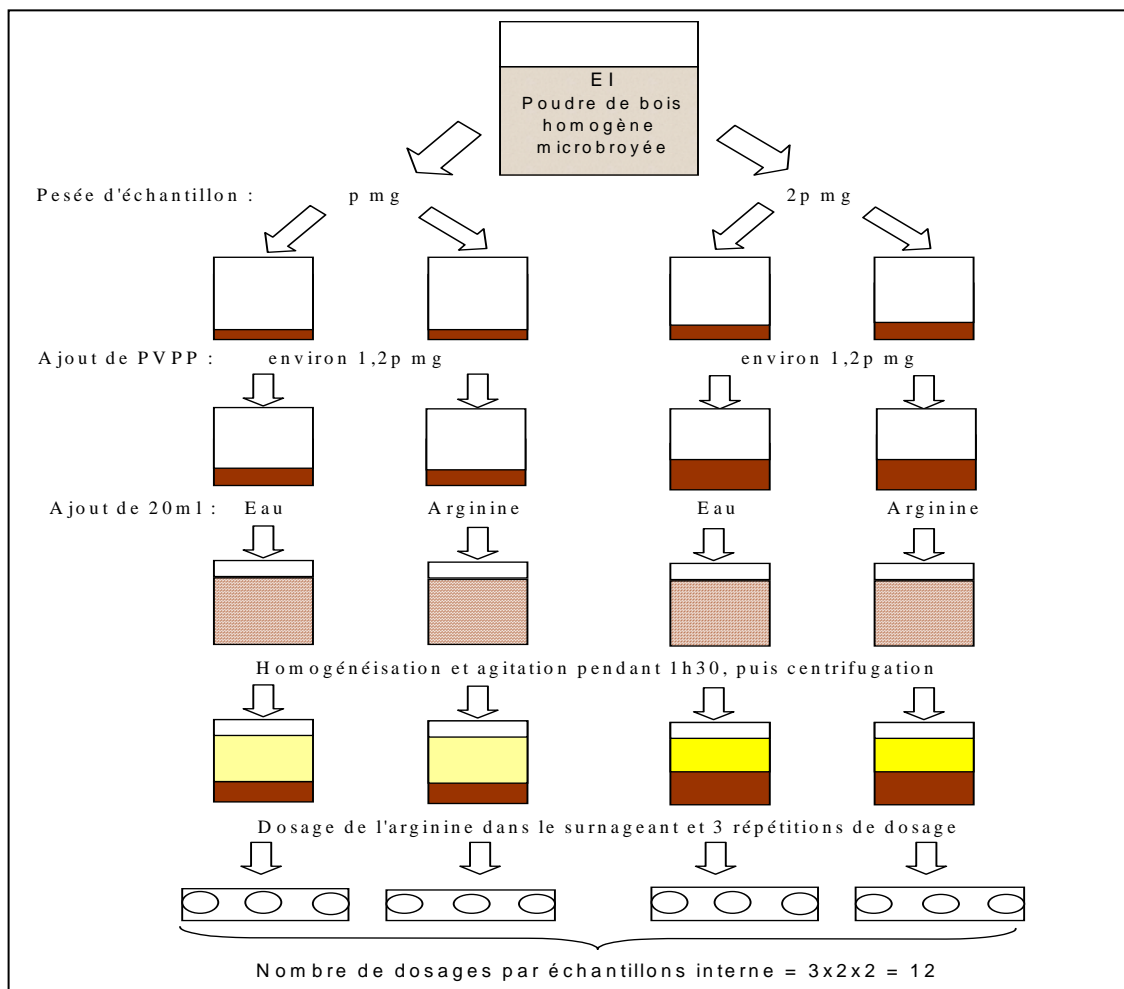 EI
Poudre de bois
homogène
microbroyée
Pesée d'échantillon : p mg 2p mg
Ajout de PVPP : environ 1,2p mg environ 1,2p mg
Ajout de 20ml : Eau Arginine Eau Arginine
Homogénéisation et agitation pendant 1h30, puis centrifugation
Dosage de l'arginine dans le surnageant et 3 répétitions de dosage
Nombre de dosages par échantillons interne = 3x2x2 = 12